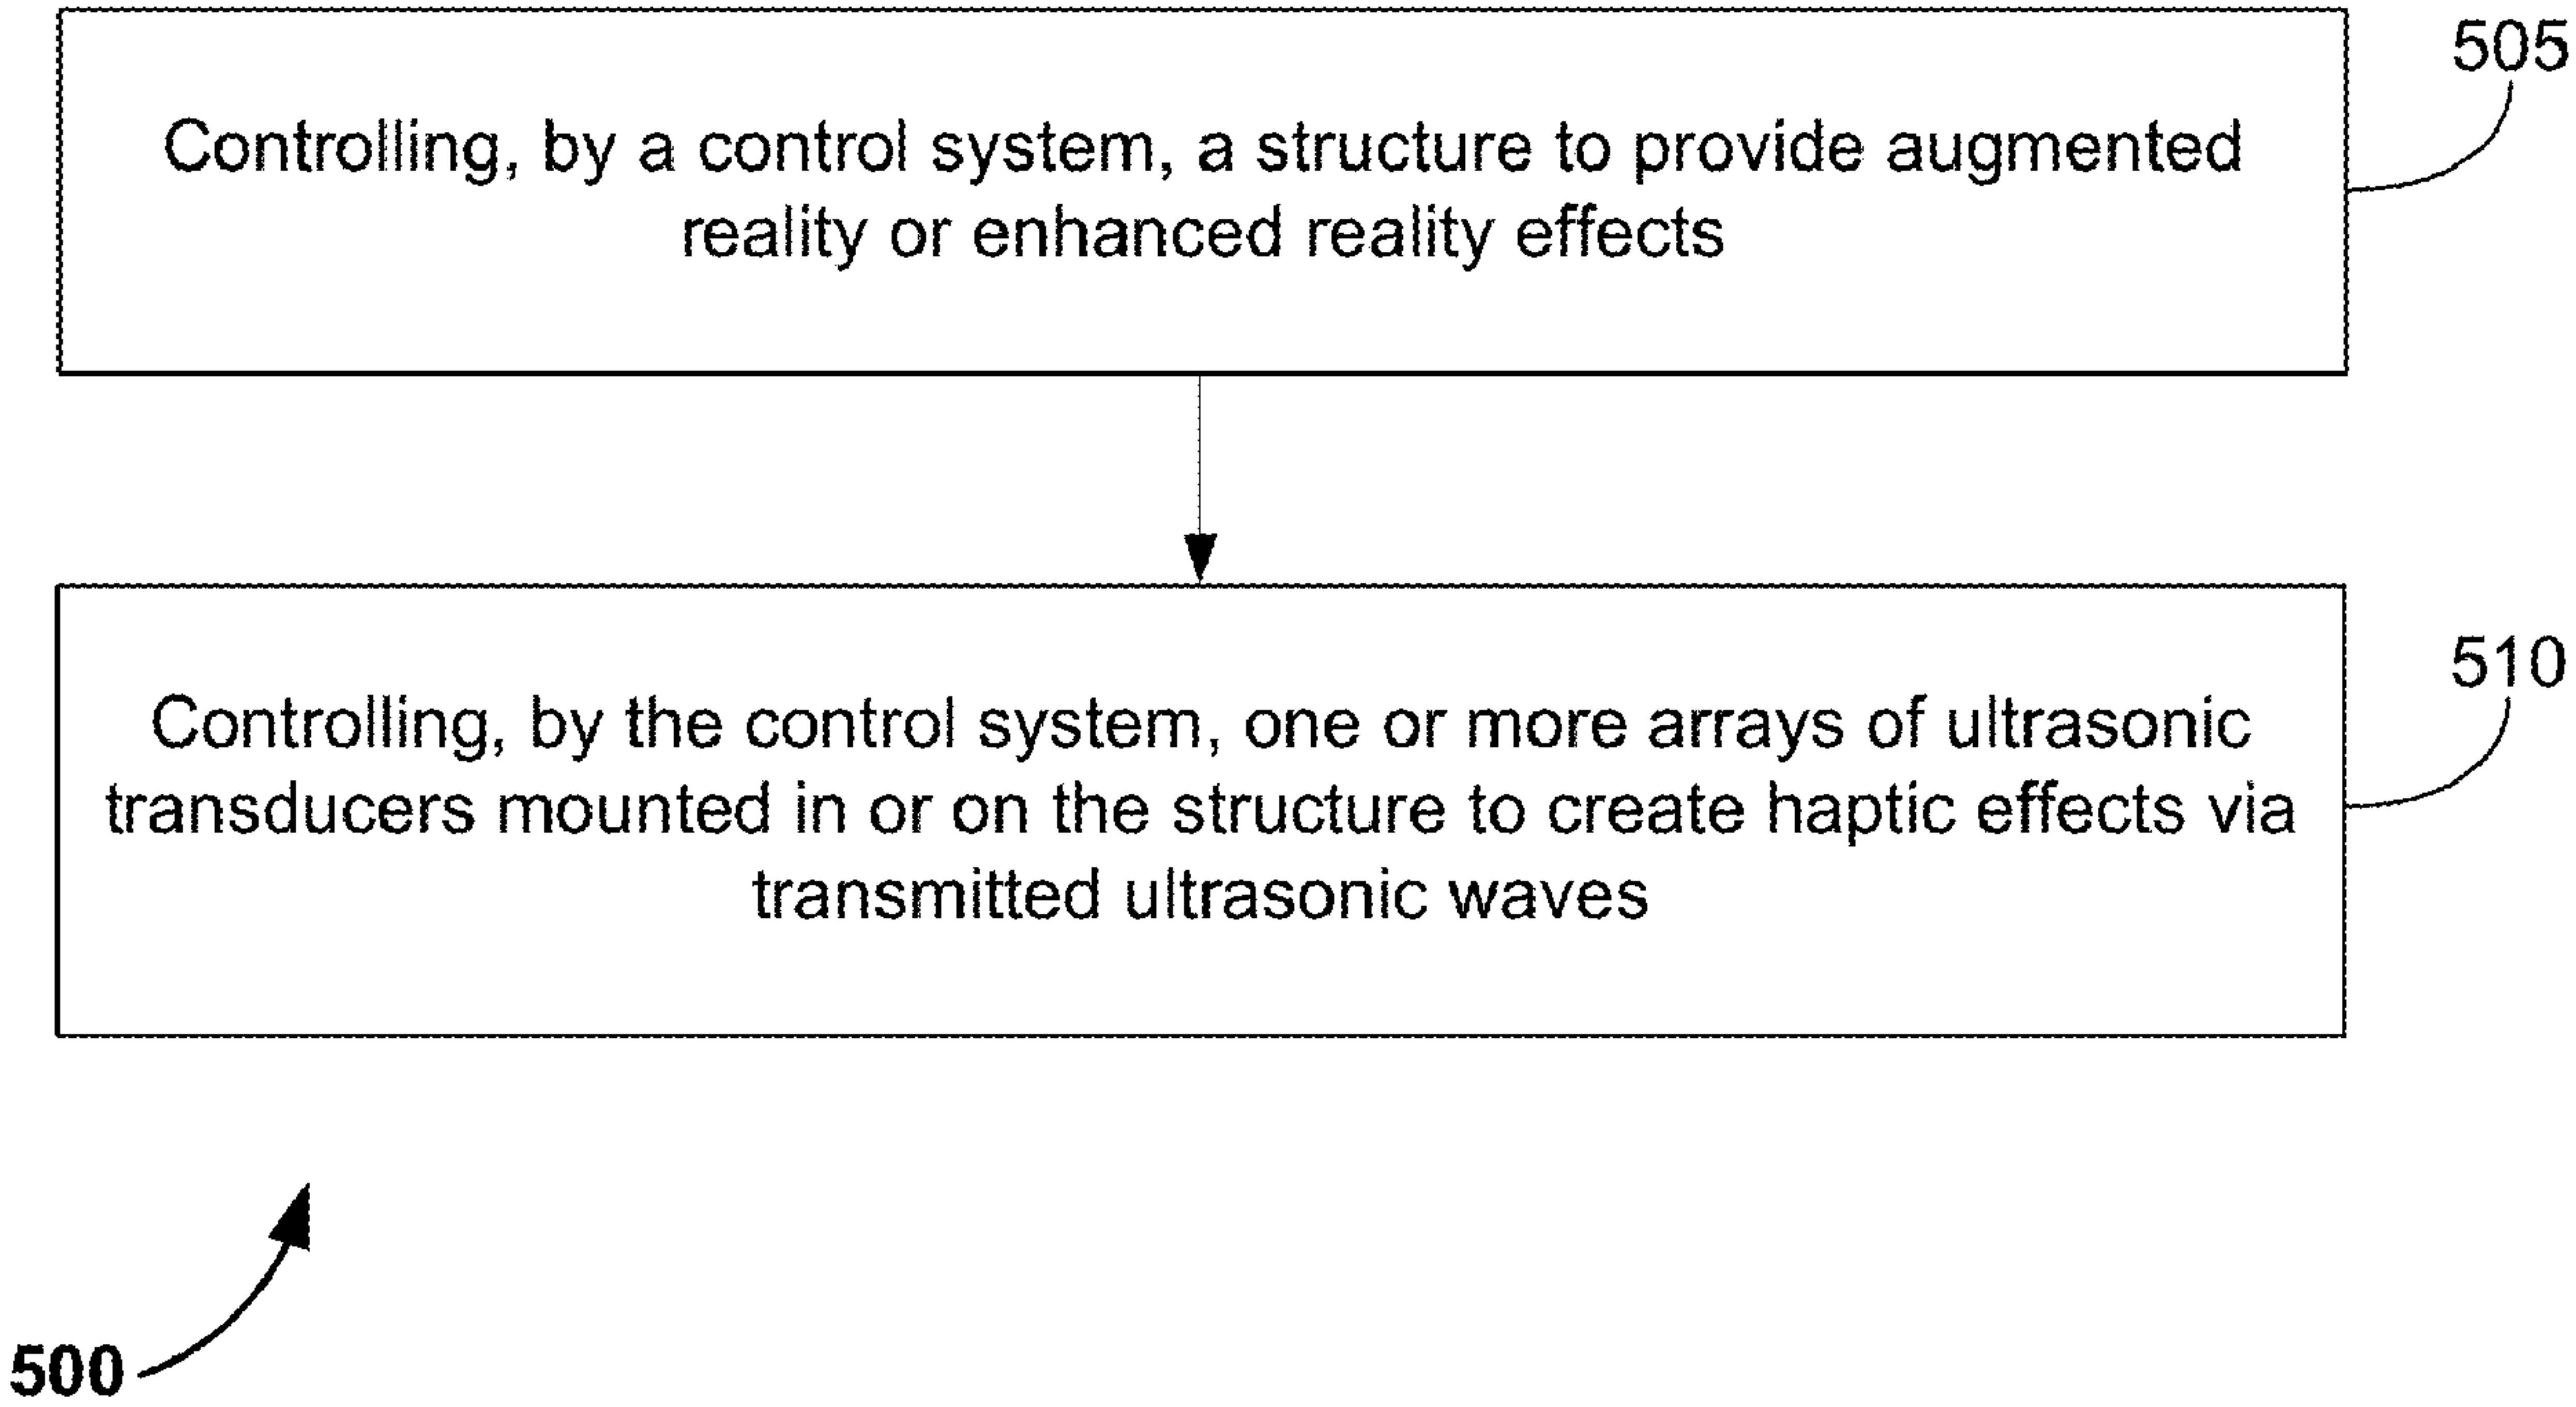 505
Controlling, by a control system, a structure to provide augmented
reality or enhanced reality effects
510
Controlling, by the control system, one or more arrays of ultrasonic
transducers mounted in or on the structure to create haptic effects via
transmitted ultrasonic waves
500